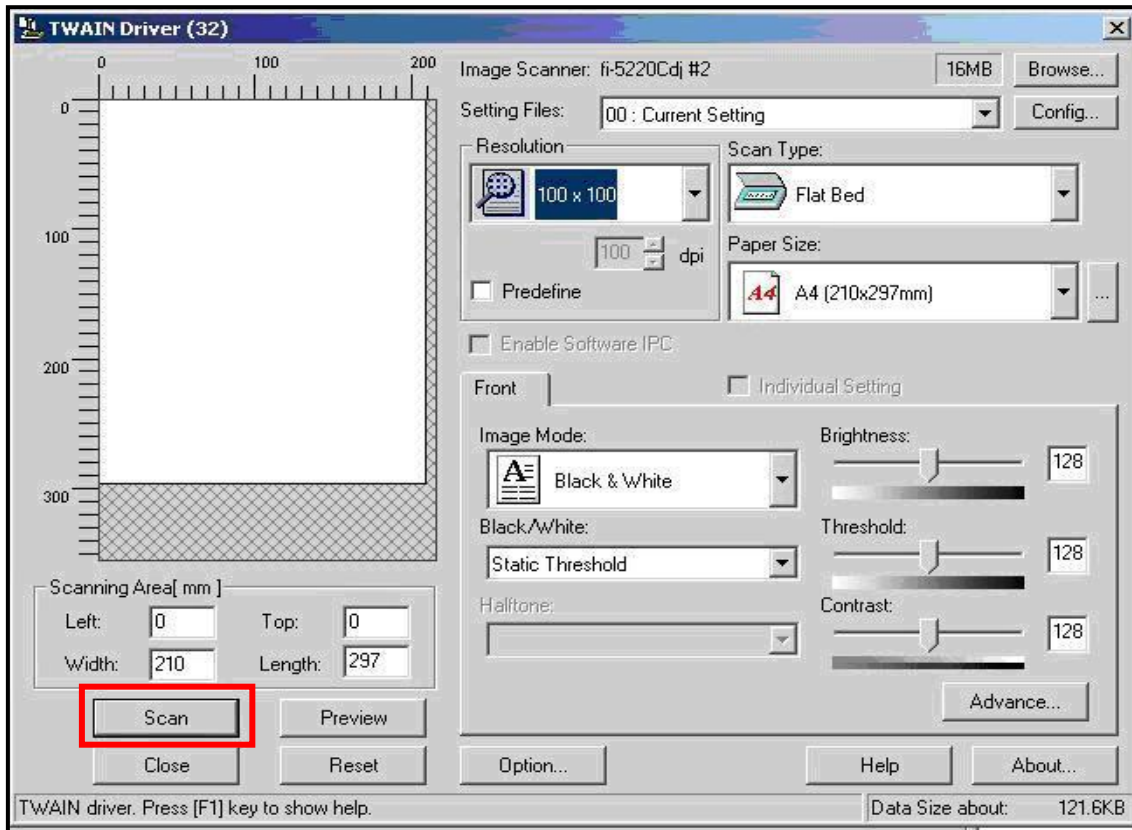 TWAIN Driver (32)
0 100 200
0
100
200
300
Image Scanner: fi-5220Cdj #2 16MB Browse...
Setting Files: 00 : Current Setting Config...
Resolution
100 x 100
100 dpi
Predefine
Scan Type:
Flat Bed
Paper Size:
A4 A4 (210x297mm) ...
Enable Software IPC
Front
Individual Setting
Image Mode:
A Black & White
Black/White:
Static Threshold
Halftone:
Brightness:
128
Threshold:
128
Contrast:
128
Advance...
Scanning Area[ mm ]
Left: 0 Top: 0
Width: 210 Length: 297
Scan Preview
Close Reset Option... Help About...
TWAIN driver. Press [F1] key to show help. Data Size about: 121.6KB